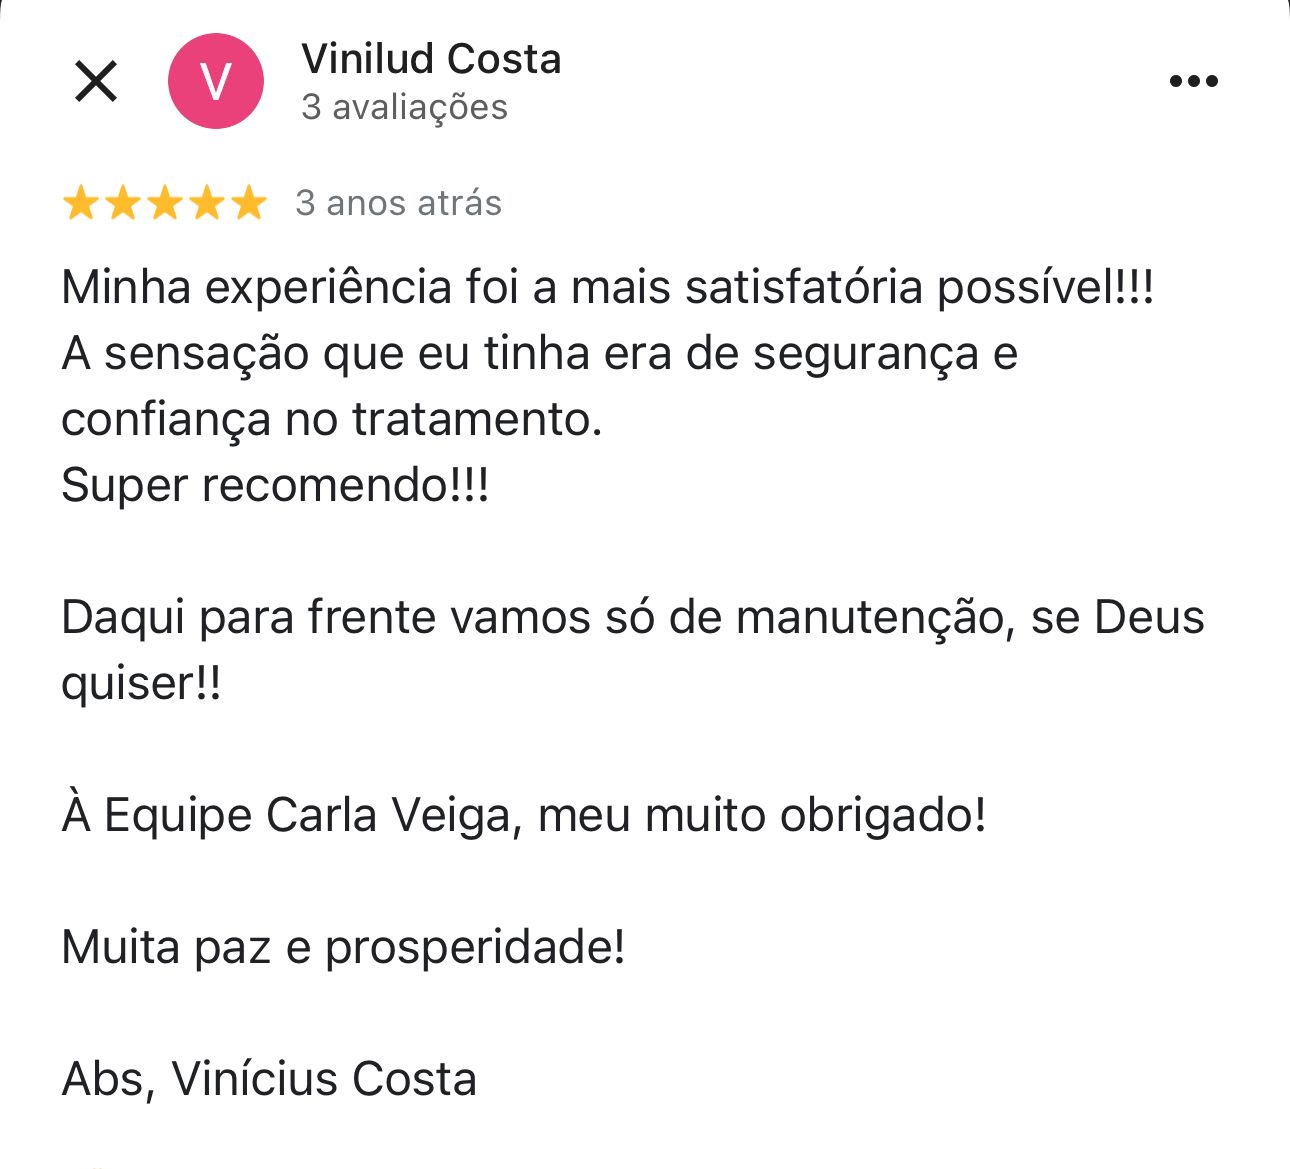 V
Vinilud Costa
3 avaliações
3 anos atrás
Minha experiência foi a mais satisfatória possível!!!
A sensação que eu tinha era de segurança e
confiança no tratamento.
Super recomendo!!!
Daqui para frente vamos só de manutenção, se Deus
quiser!!
À Equipe Carla Veiga, meu muito obrigado!
Muita paz e prosperidade!
Abs, Vinícius Costa